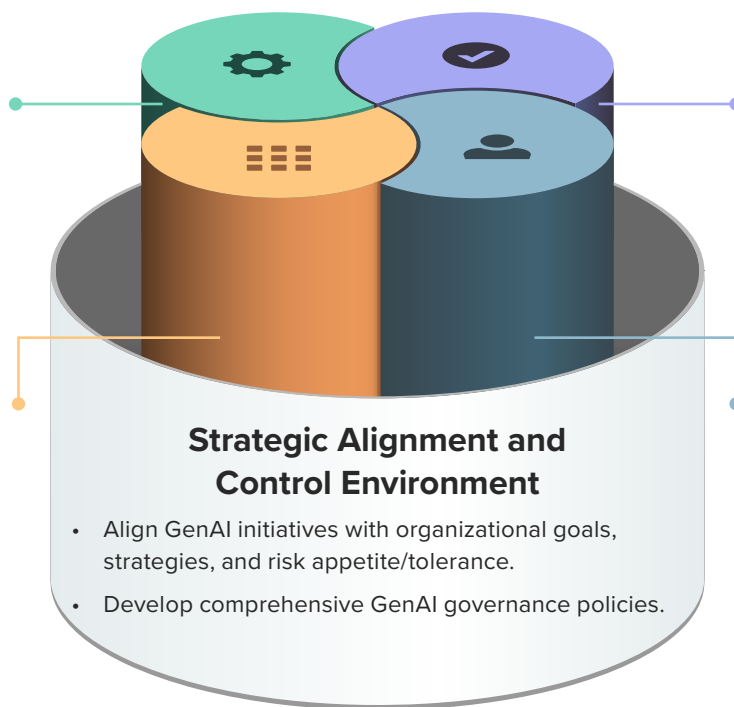 Strategic Alignment and
Control Environment
• Align GenAI initiatives with organizational goals,
strategies, and risk appetite/tolerance.
• Develop comprehensive GenAI governance policies.